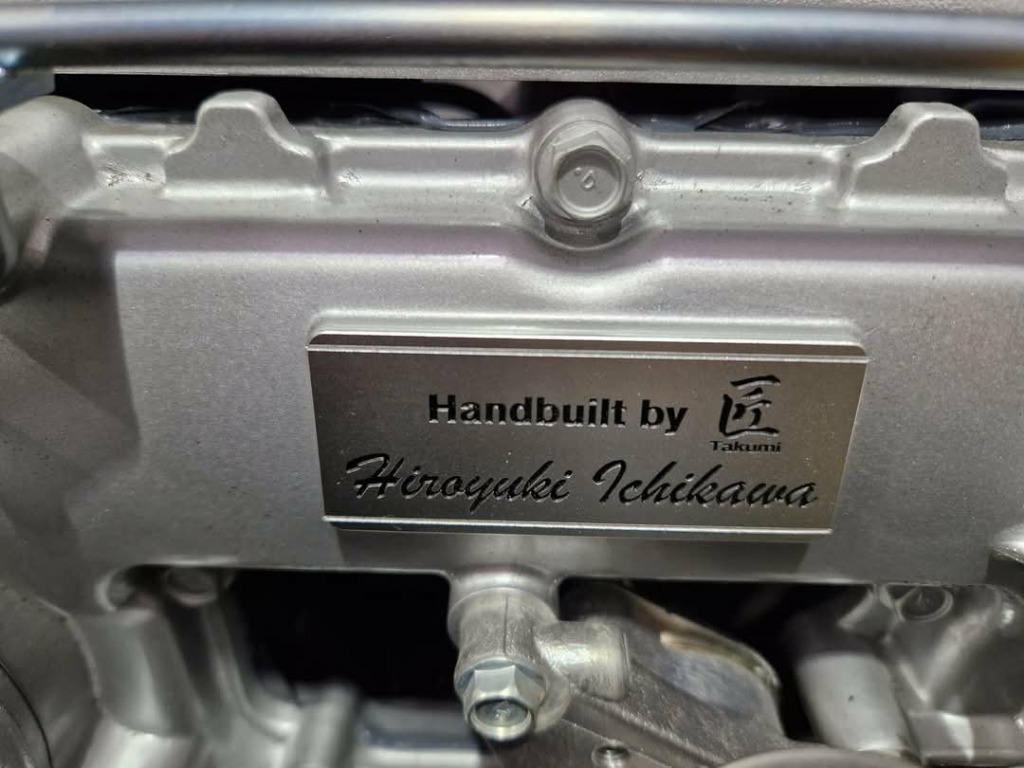 Handbuilt by 匠
Takumi
Hiroyuki Ichikawa